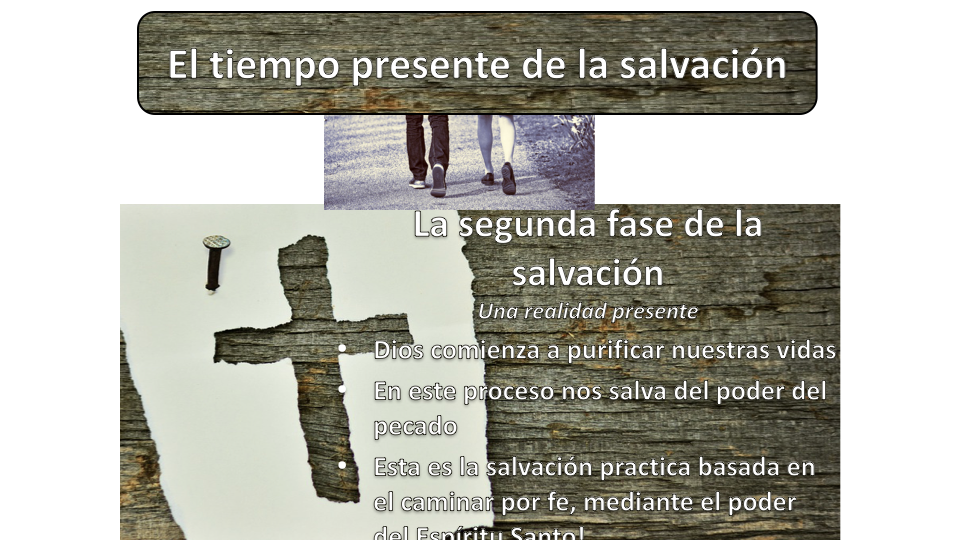 El tiempo presente de la salvación
La segunda fase de la
salvación
Una realidad presente
• Dios comienza a purificar nuestras vidas
• En este proceso nos salva del poder del
pecado
• Esta es la salvación practica basada en
el caminar por fe, mediante el poder
del Espíritu Santo!